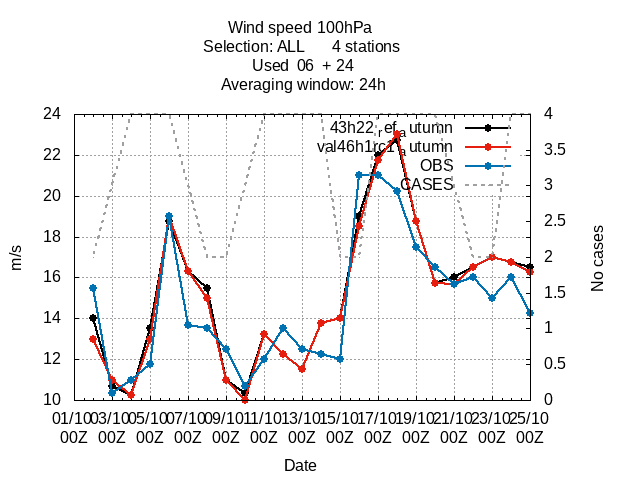 Wind speed 100hPa
Selection: ALL 4 stations
Used 06 + 24
Averaging window: 24h
24
22
20
18
16
14
12
10
m/s
4
3.5
3
2.5
2
1.5
1
0.5
0
No cases
43h22_ref_autumn
val46h1rc1_autumn
OBS
CASES
01/10 03/10 05/10 07/10 09/10 11/10 13/10 15/10 17/10 19/10 21/10 23/10 25/10
00Z 00Z 00Z 00Z 00Z 00Z 00Z 00Z 00Z 00Z 00Z 00Z 00Z
Date